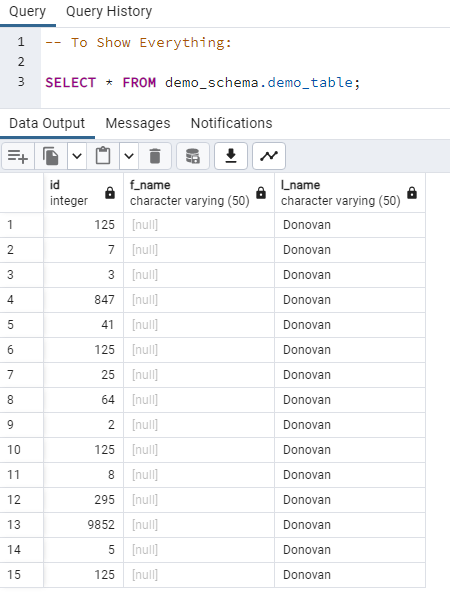 Query Query History
1 -- To Show Everything:
2
3 SELECT * FROM demo_schema.demo_table;
Data Output Messages Notifications
id f_name l_name
integer character varying (50) character varying (50)
1 125 [null] Donovan
2 7 [null] Donovan
3 3 [null] Donovan
4 847 [null] Donovan
5 41 [null] Donovan
6 125 [null] Donovan
7 25 [null] Donovan
8 64 [null] Donovan
9 2 [null] Donovan
10 125 [null] Donovan
11 8 [null] Donovan
12 295 [null] Donovan
13 9852 [null] Donovan
14 5 [null] Donovan
15 125 [null] Donovan